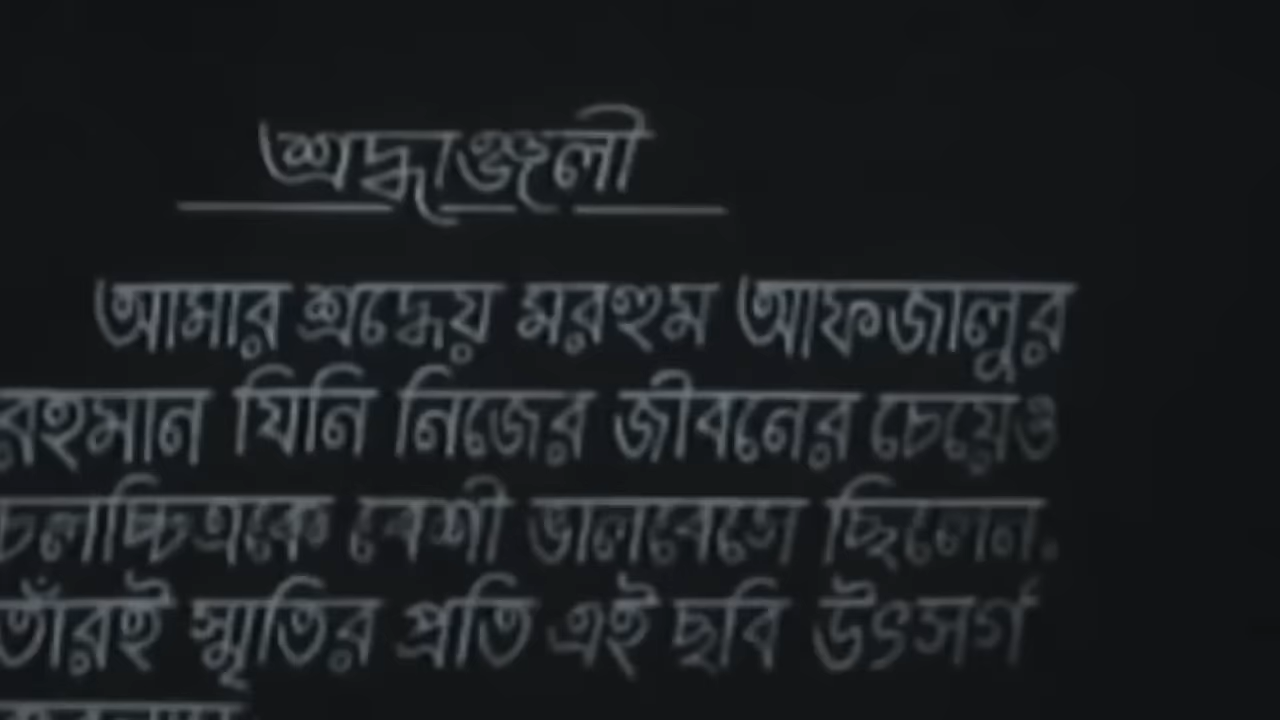 শ্রদ্ধাঞ্জলী
আমার শ্রদ্ধেয় মরহুম আফজালুর
রহমান যিনি নিজের জীবনের চেয়েও
চলচ্চিত্রকে বেশী ভালবেসে ছিলেন.
তাঁরই স্মৃতির প্রতি এই ছবি উৎসর্গ